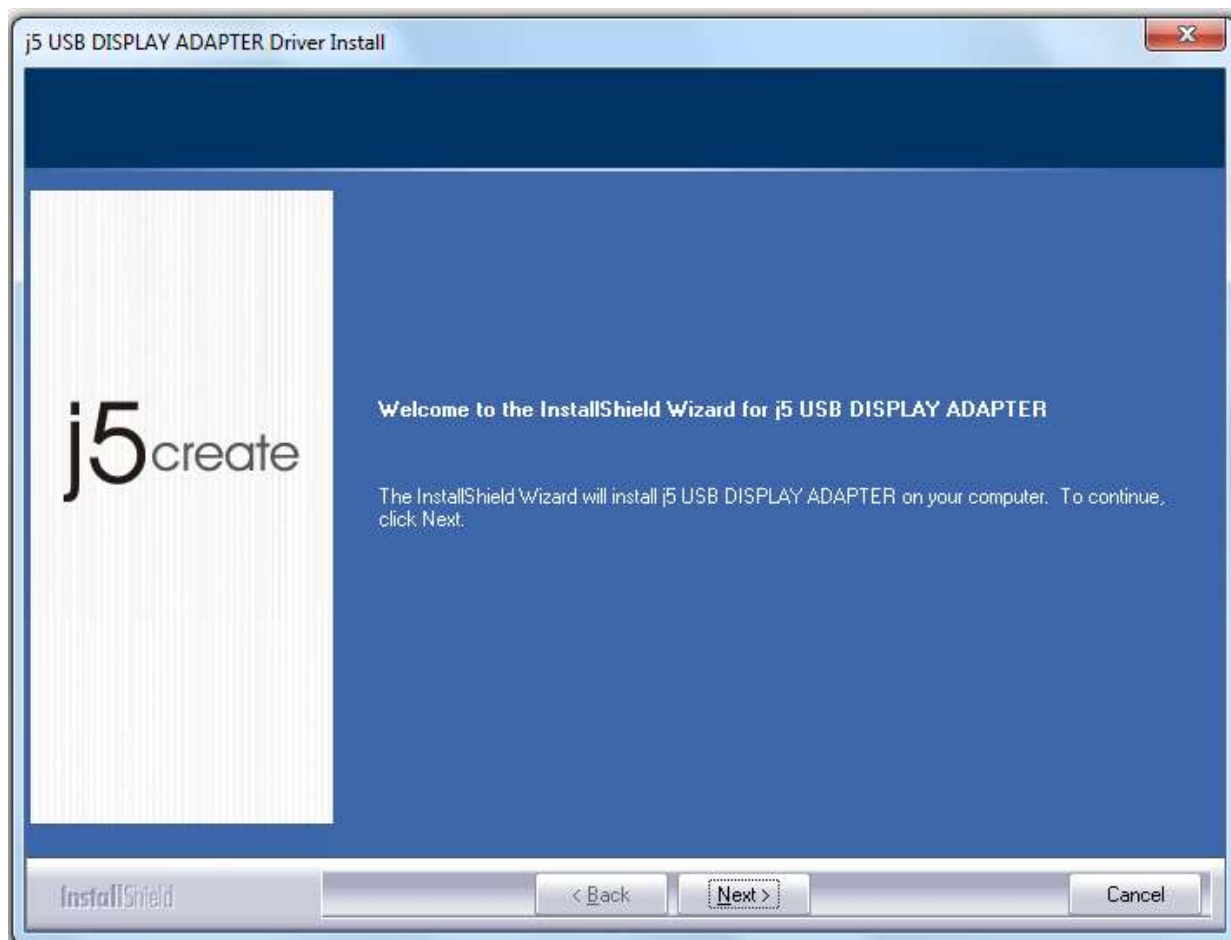 j5 USB DISPLAY ADAPTER Driver Install
j5create
Welcome to the InstallShield Wizard for j5 USB DISPLAY ADAPTER
The InstallShield Wizard will install j5 USB DISPLAY ADAPTER on your computer. To continue,
click Next.
InstallShield
< Back
Next >
Cancel